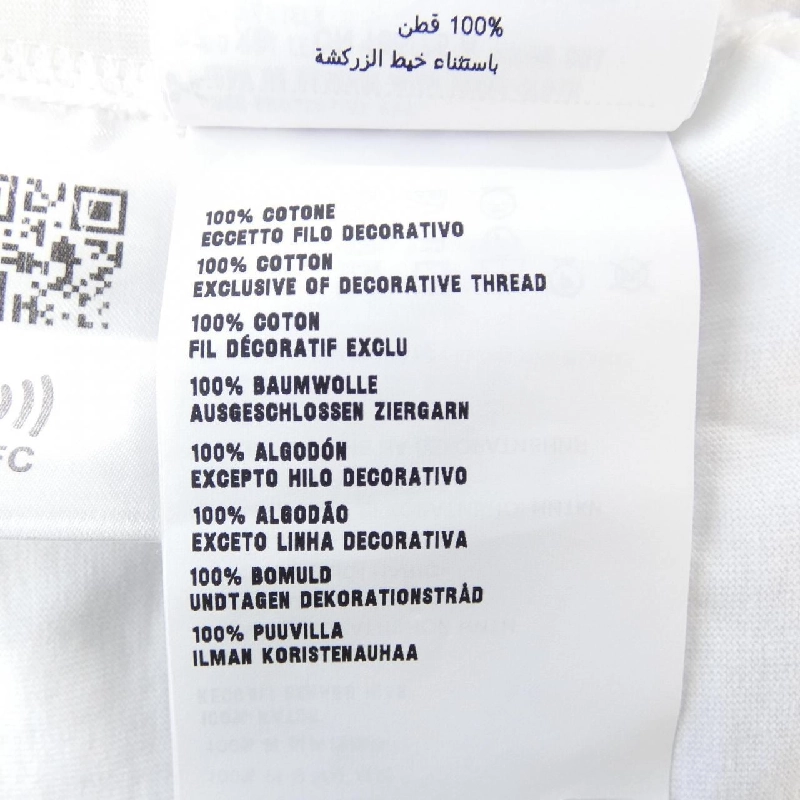 100% قطن
باستثناء خيط الزركشة
100% COTONE
ECCETTO FILO DECORATIVO
100% COTTON
EXCLUSIVE OF DECORATIVE THREAD
100% COTON
FIL DÉCORATIF EXCLU
100% BAUMWOLLE
AUSGESCHLOSSEN ZIERGARN
100% ALGODÓN
EXCEPTO HILO DECORATIVO
100% ALGODÃO
EXCETO LINHA DECORATIVA
100% BOMULD
UNDTAGEN DEKORATIONSTRÅD
100% PUUVILLA
ILMAN KORISTENAUHAA